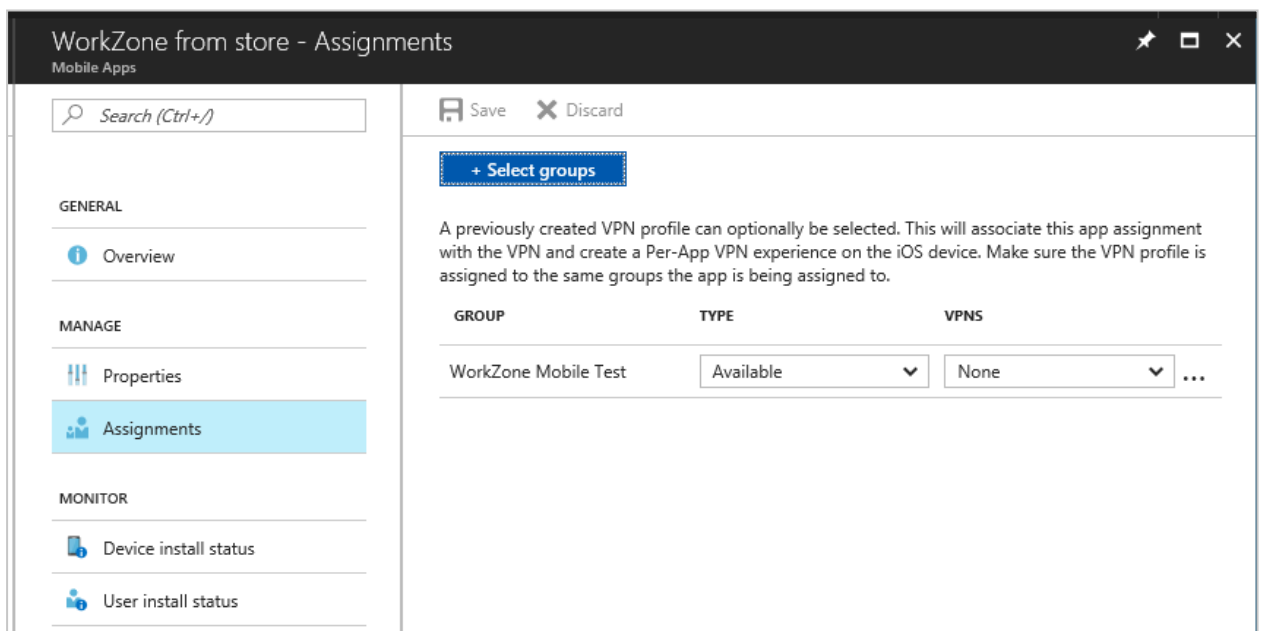 WorkZone from store - Assignments
Mobile Apps
Search (Ctrl+/)
Save Discard
+ Select groups
GENERAL
Overview
A previously created VPN profile can optionally be selected. This will associate this app assignment
with the VPN and create a Per-App VPN experience on the iOS device. Make sure the VPN profile is
assigned to the same groups the app is being assigned to.
MANAGE
Properties
Assignments
GROUP TYPE VPNS
WorkZone Mobile Test Available None ...
MONITOR
Device install status
User install status